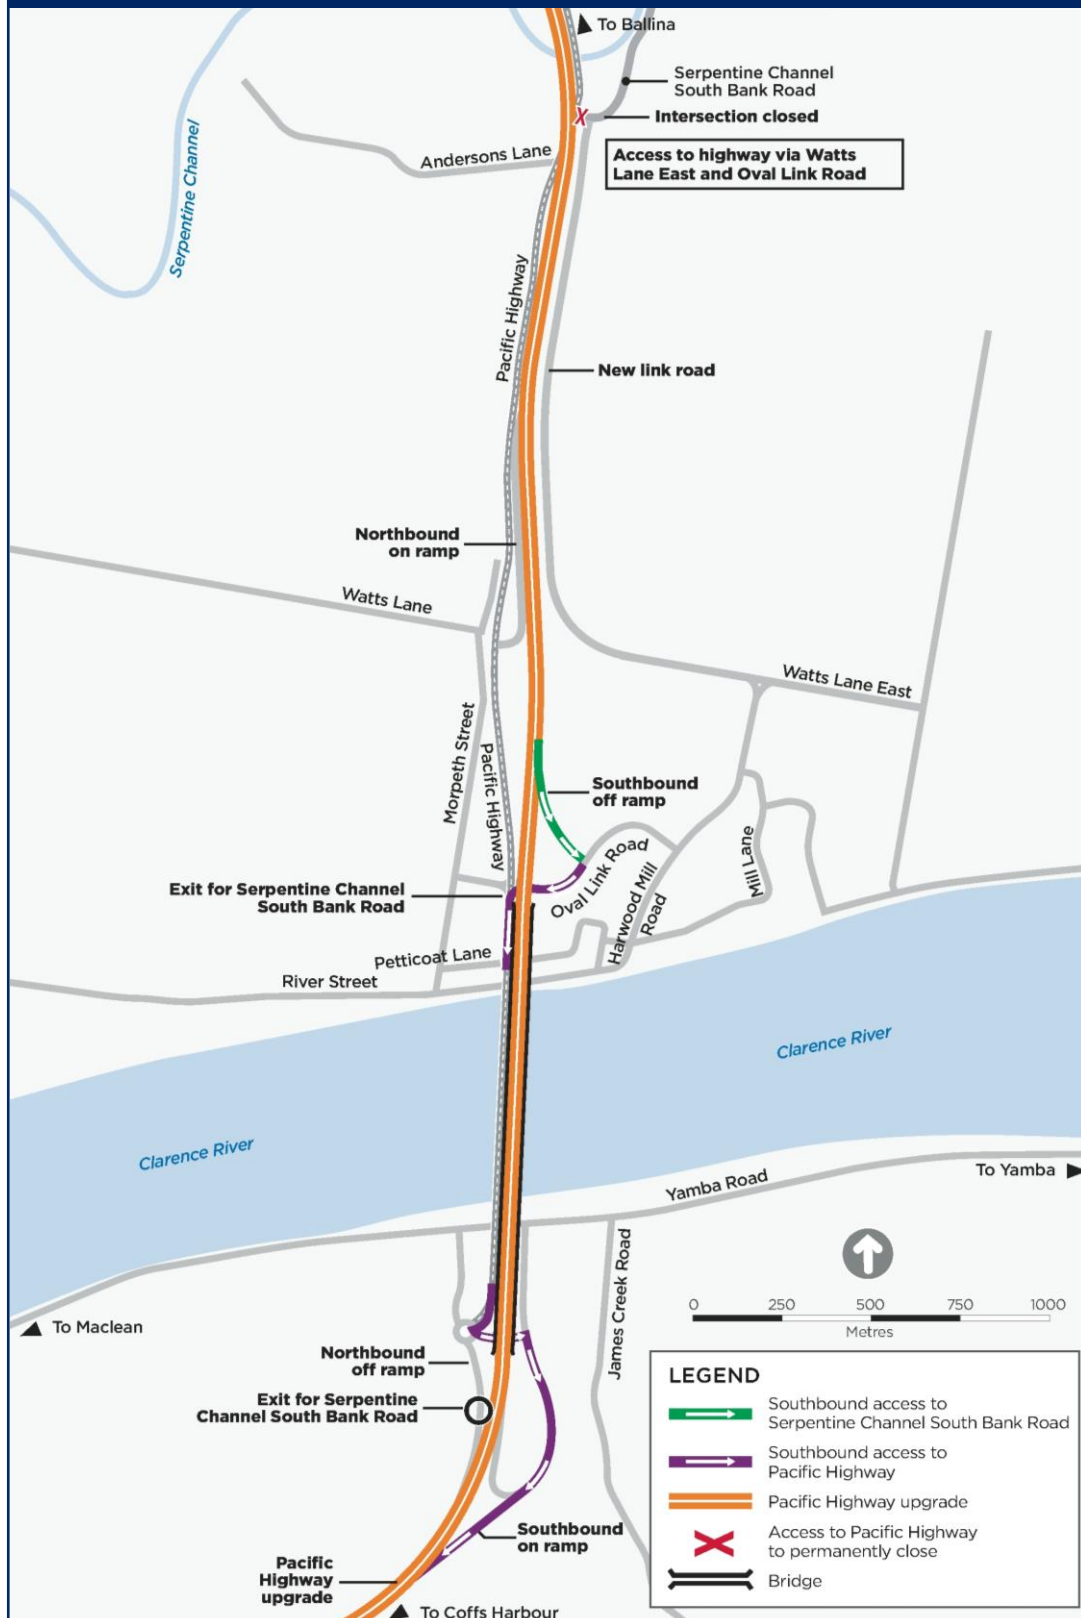 To Ballina
Serpentine Channel
South Bank Road
Intersection closed
Access to highway via Watts
Lane East and Oval Link Road
Andersons Lane
Serpentine Channel
Pacific Highway
New link road
Northbound
on ramp
Watts Lane
Watts Lane East
Morpeth Street
Pacific Highway
Southbound
off ramp
Oval Link Road
Harwood Mill
Road
Mill Lane
Exit for Serpentine Channel
South Bank Road
Petticoat Lane
River Street
Clarence River
Clarence River
Yamba Road
To Yamba
James Creek Road
To Maclean
Northbound
off ramp
Exit for Serpentine
Channel South Bank Road
Southbound
on ramp
Pacific
Highway
upgrade
To Coffs Harbour
0 250 500 750 1000
Metres
LEGEND
Southbound access to
Serpentine Channel South Bank Road
Southbound access to
Pacific Highway
Pacific Highway upgrade
Access to Pacific Highway
to permanently close
Bridge